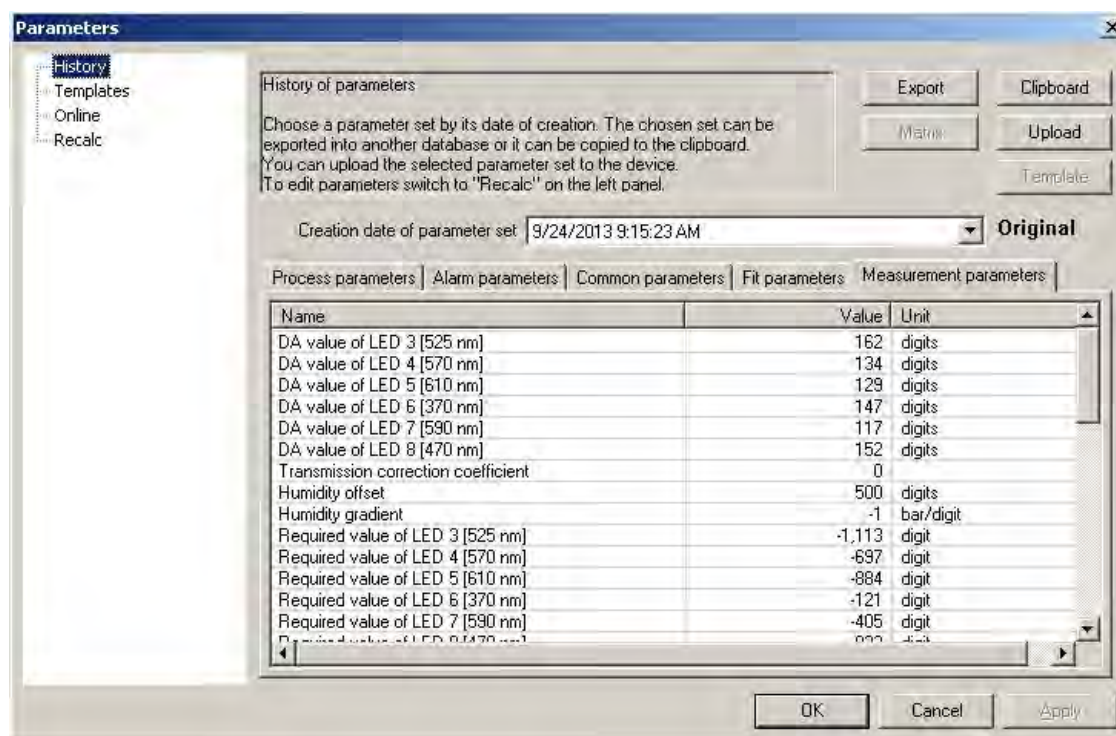 Parameters
History
Templates
Online
Recalc
History of parameters
Choose a parameter set by its date of creation. The chosen set can be
exported into another database or it can be copied to the clipboard.
You can upload the selected parameter set to the device.
To edit parameters switch to "Recalc" on the left panel.
Export Clipboard
Matrix Upload
Template
Creation date of parameter set 9/24/2013 9:15:23 AM Original
Process parameters Alarm parameters Common parameters Fit parameters Measurement parameters
Name Value Unit
DA value of LED 3 [525 nm] 162 digits
DA value of LED 4 [570 nm] 134 digits
DA value of LED 5 [610 nm] 129 digits
DA value of LED 6 [370 nm] 147 digits
DA value of LED 7 [590 nm] 117 digits
DA value of LED 8 [470 nm] 152 digits
Transmission correction coefficient 0
Humidity offset 500 digits
Humidity gradient -1 bar/digit
Required value of LED 3 [525 nm] -1,113 digit
Required value of LED 4 [570 nm] -697 digit
Required value of LED 5 [610 nm] -884 digit
Required value of LED 6 [370 nm] -121 digit
Required value of LED 7 [590 nm] -405 digit
OK Cancel Apply